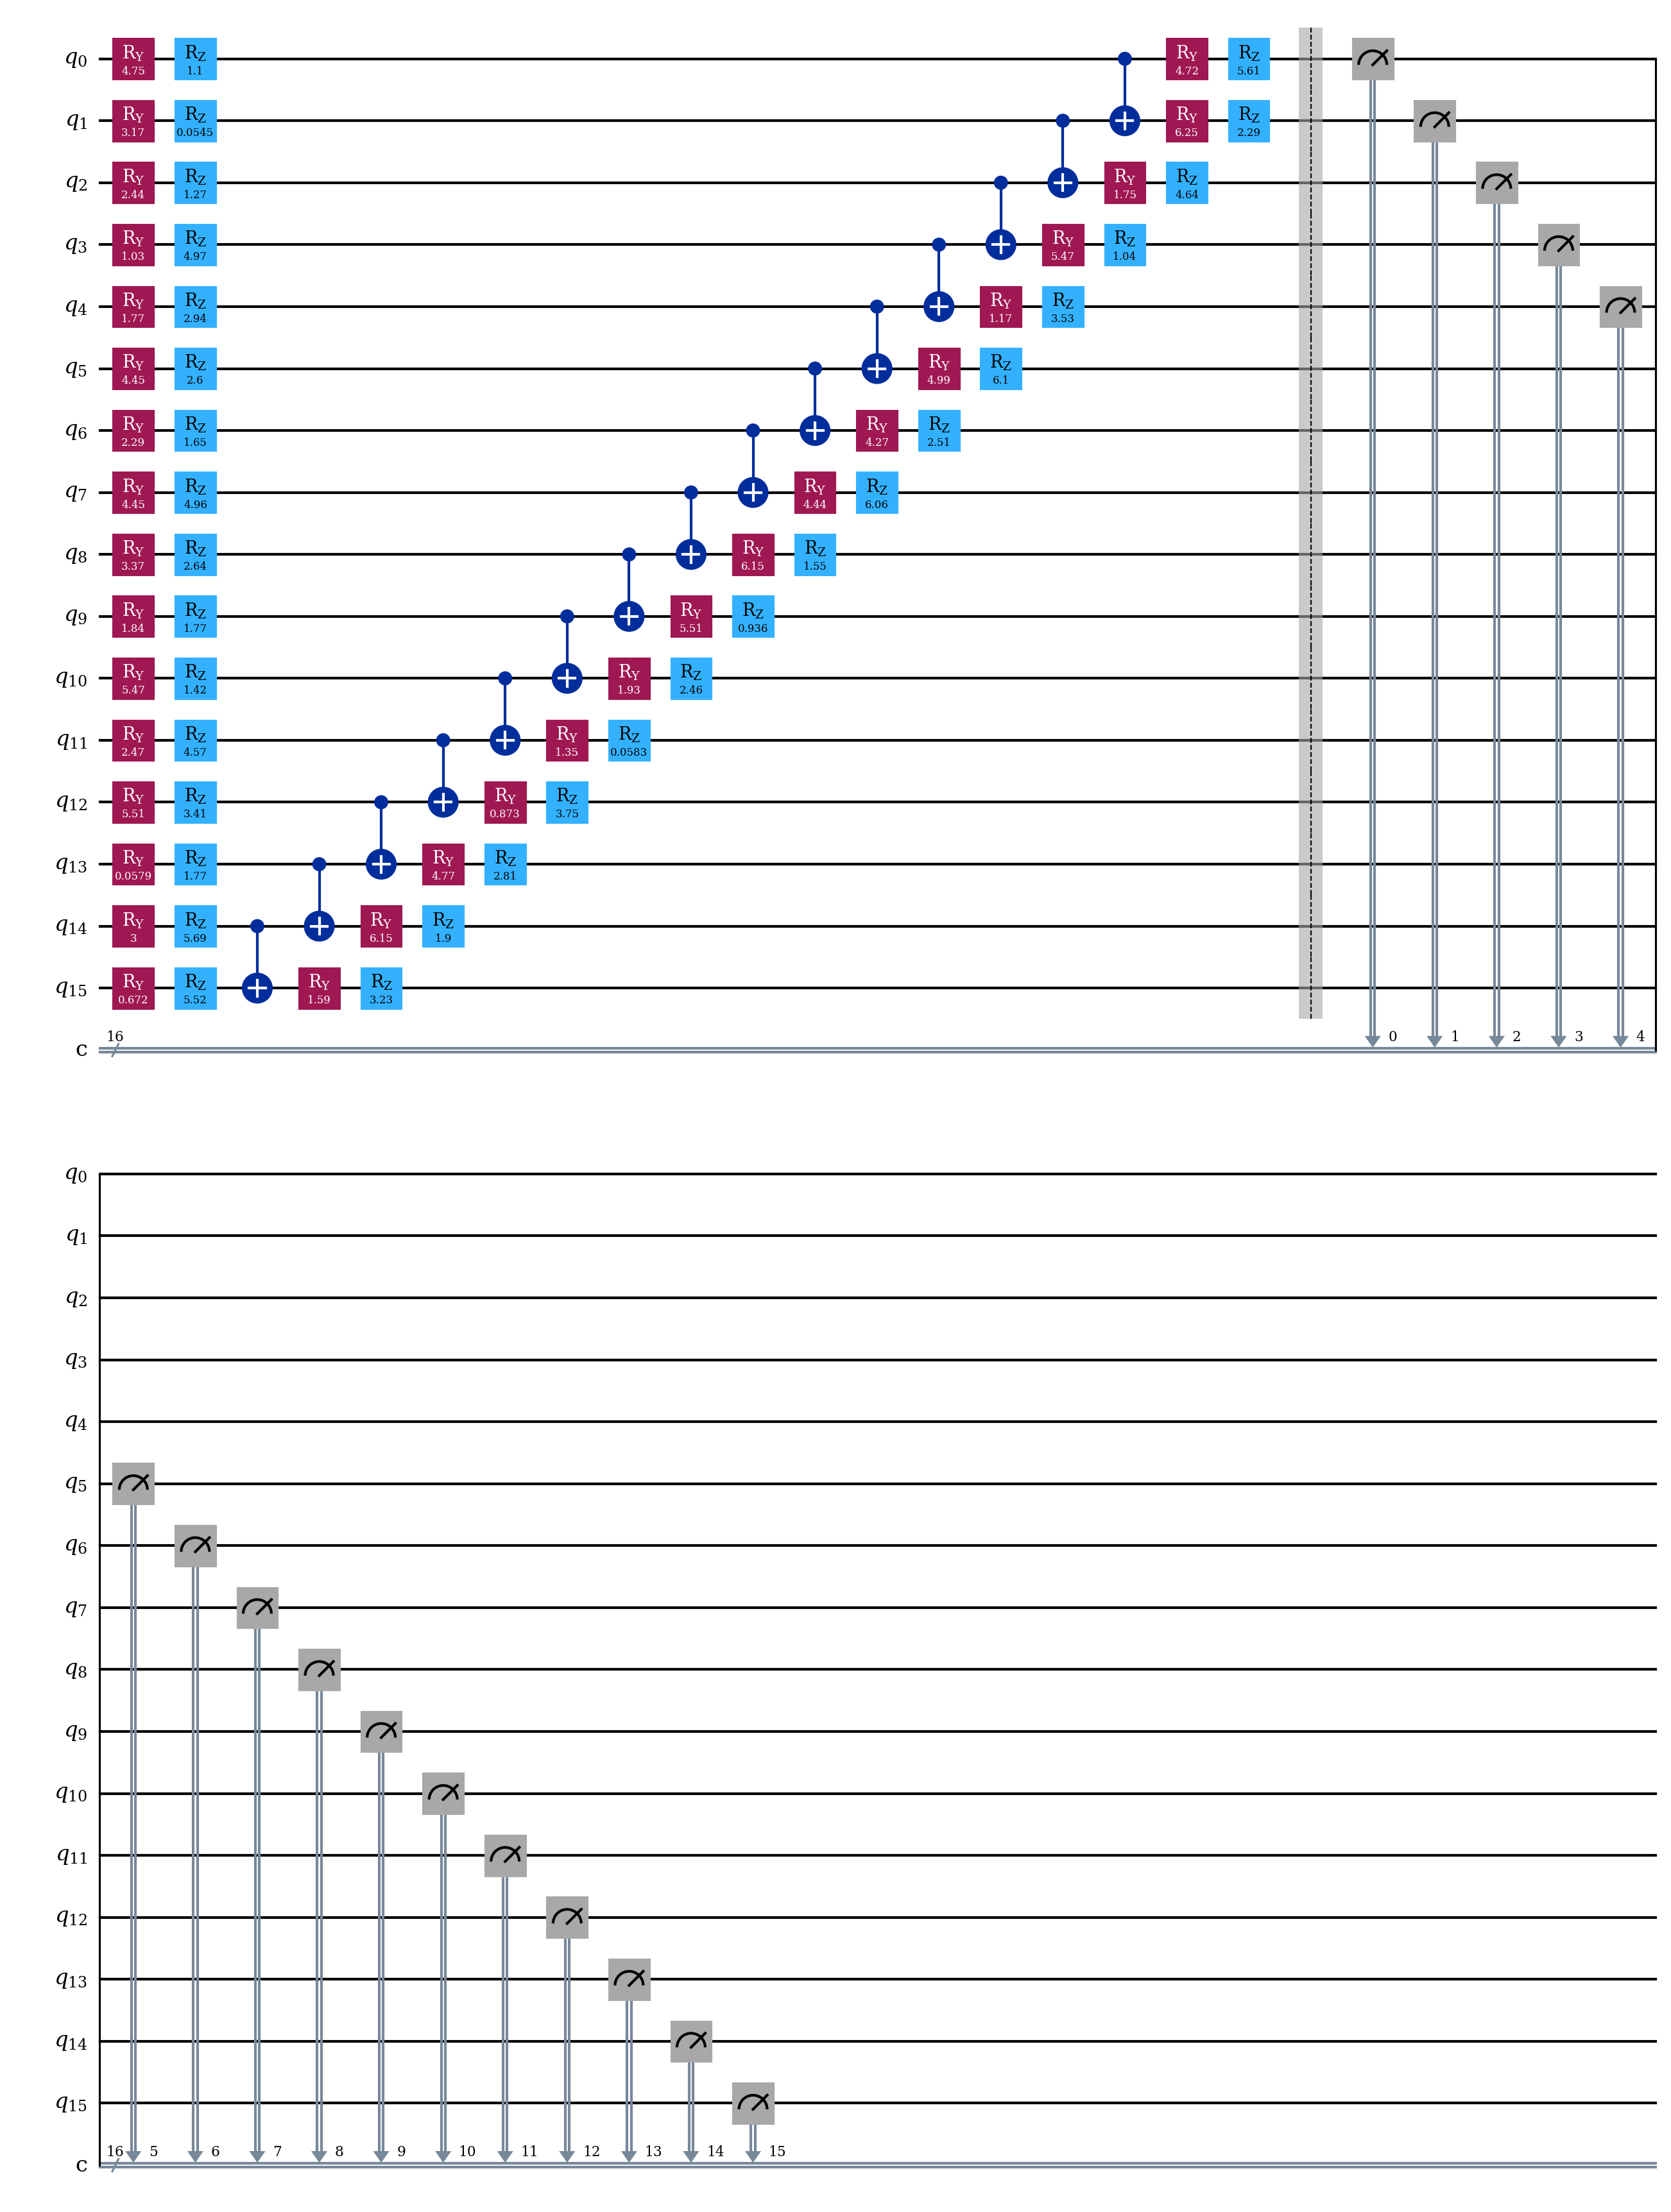 q0 RY 4.75 RZ 1.1 RY 4.72 RZ 5.61
q1 RY 3.17 RZ 0.0545 RY 6.25 RZ 2.29
q2 RY 2.44 RZ 1.27 RY 1.75 RZ 4.64
q3 RY 1.03 RZ 4.97 RY 5.47 RZ 1.04
q4 RY 1.77 RZ 2.94 RY 1.17 RZ 3.53
q5 RY 4.45 RZ 2.6 RY 4.99 RZ 6.1
q6 RY 2.29 RZ 1.65 RY 4.27 RZ 2.51
q7 RY 4.45 RZ 4.96 RY 4.44 RZ 6.06
q8 RY 3.37 RZ 2.64 RY 6.15 RZ 1.55
q9 RY 1.84 RZ 1.77 RY 5.51 RZ 0.936
q10 RY 5.47 RZ 1.42 RY 1.93 RZ 2.46
q11 RY 2.47 RZ 4.57 RY 1.35 RZ 0.0583
q12 RY 5.51 RZ 3.41 RY 0.873 RZ 3.75
q13 RY 0.0579 RZ 1.77 RY 4.77 RZ 2.81
q14 RY 3 RZ 5.69 RY 6.15 RZ 1.9
q15 RY 0.672 RZ 5.52 RY 1.59 RZ 3.23
c 16 0 1 2 3 4
q0
q1
q2
q3
q4
q5
q6
q7
q8
q9
q10
q11
q12
q13
q14
q15
c 16 5 6 7 8 9 10 11 12 13 14 15